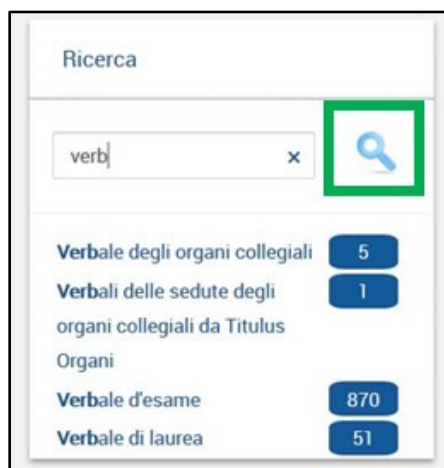 Ricerca
verb
Verbale degli organi collegiali 5
Verbali delle sedute degli 1
organi collegiali da Titulus
Organi
Verbale d'esame 870
Verbale di laurea 51